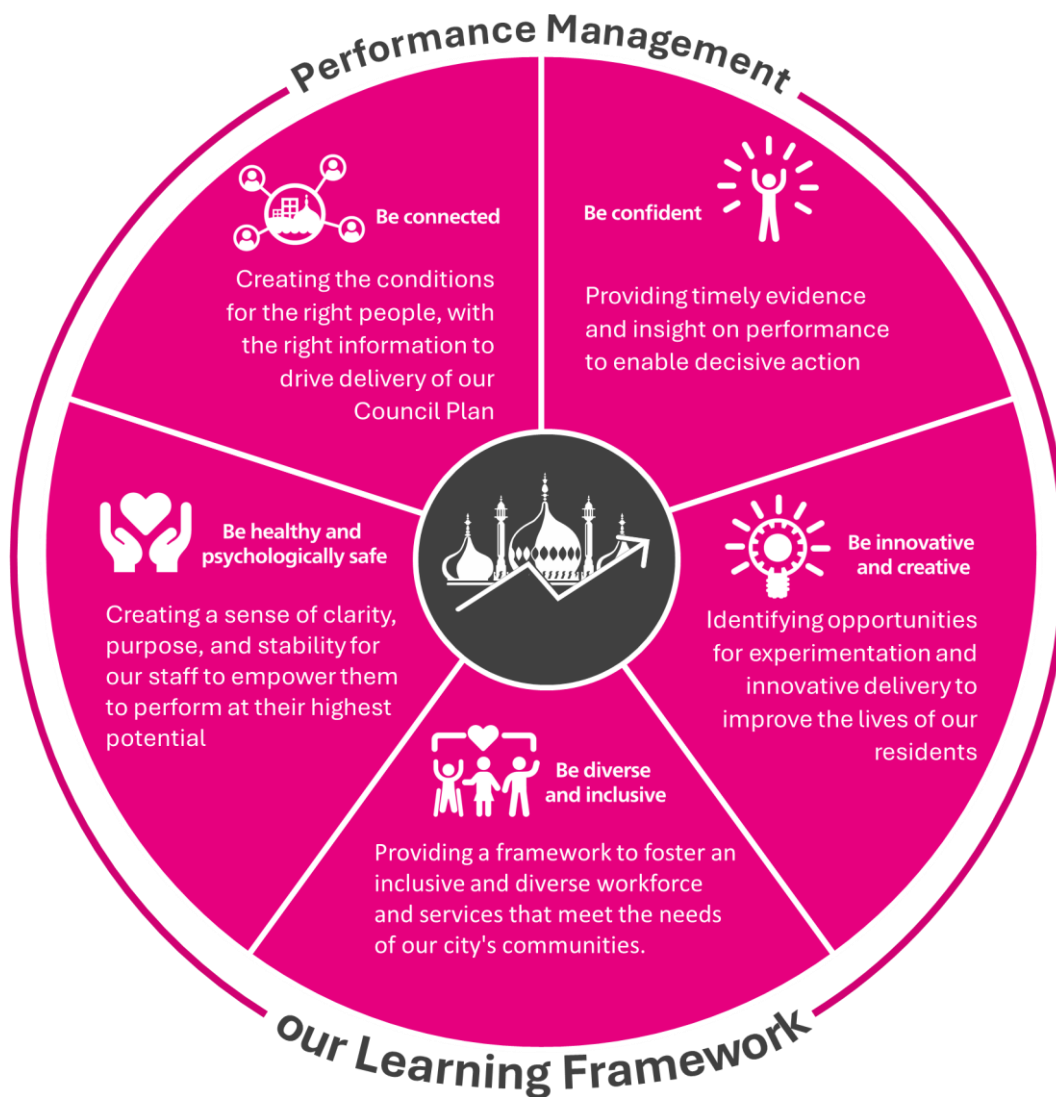 Performance Management
Be connected
Creating the conditions
for the right people, with
the right information to
drive delivery of our
Council Plan
Be confident
Providing timely evidence
and insight on performance
to enable decisive action
Be healthy and
psychologically safe
Creating a sense of clarity,
purpose, and stability for
our staff to empower them
to perform at their highest
potential
Be innovative
and creative
Identifying opportunities
for experimentation and
innovative delivery to
improve the lives of our
residents
Be diverse
and inclusive
Providing a framework to foster an
inclusive and diverse workforce
and services that meet the needs
of our city's communities.
our Learning Framework